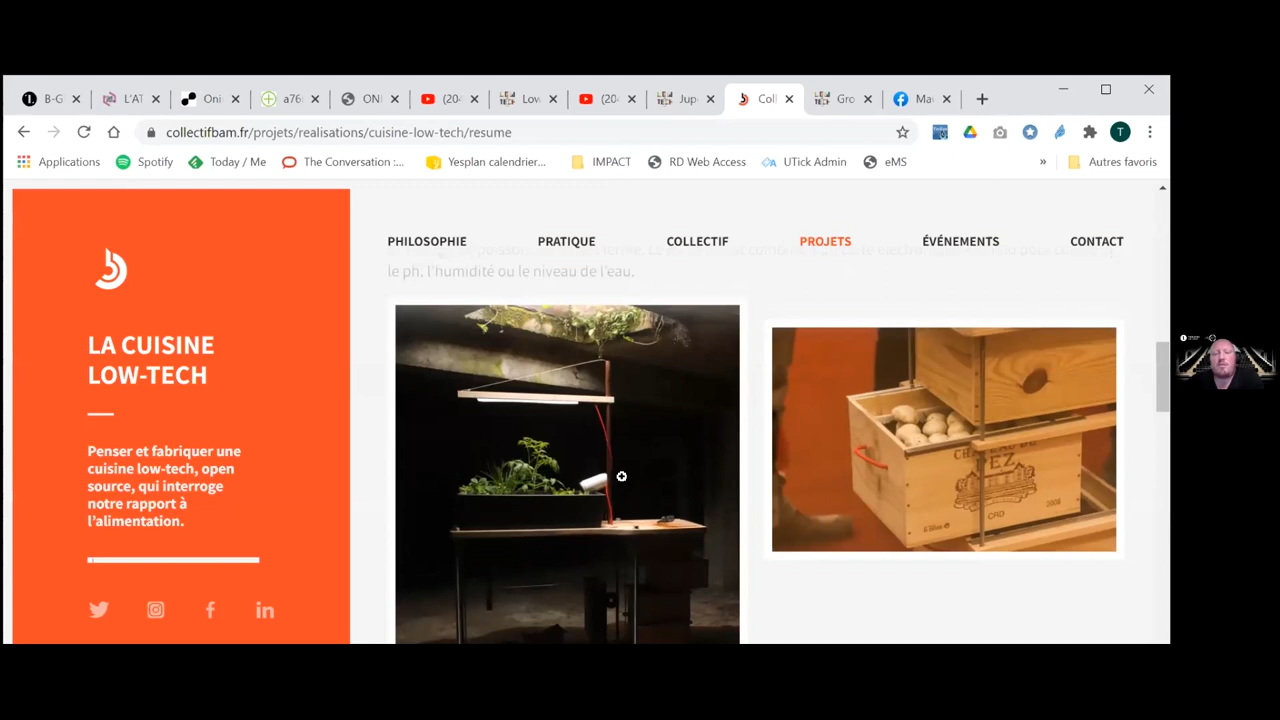 B-G
L'AT
Oni
a76
ONI
(20
Low
(20
Jup
Coll
Gro
Ma
collectifbam.fr/projets/realisations/cuisine-low-tech/resume
T
Applications
Spotify
Today / Me
The Conversation :...
Yesplan calendrier...
IMPACT
RD Web Access
UTick Admin
eMS
»
Autres favoris
PHILOSOPHIE
PRATIQUE
COLLECTIF
PROJETS
ÉVÉNEMENTS
CONTACT
le ph, l'humidité ou le niveau de l'eau.
LA CUISINE
LOW-TECH
Penser et fabriquer une
cuisine low-tech, open
source, qui interroge
notre rapport à
l'alimentation.